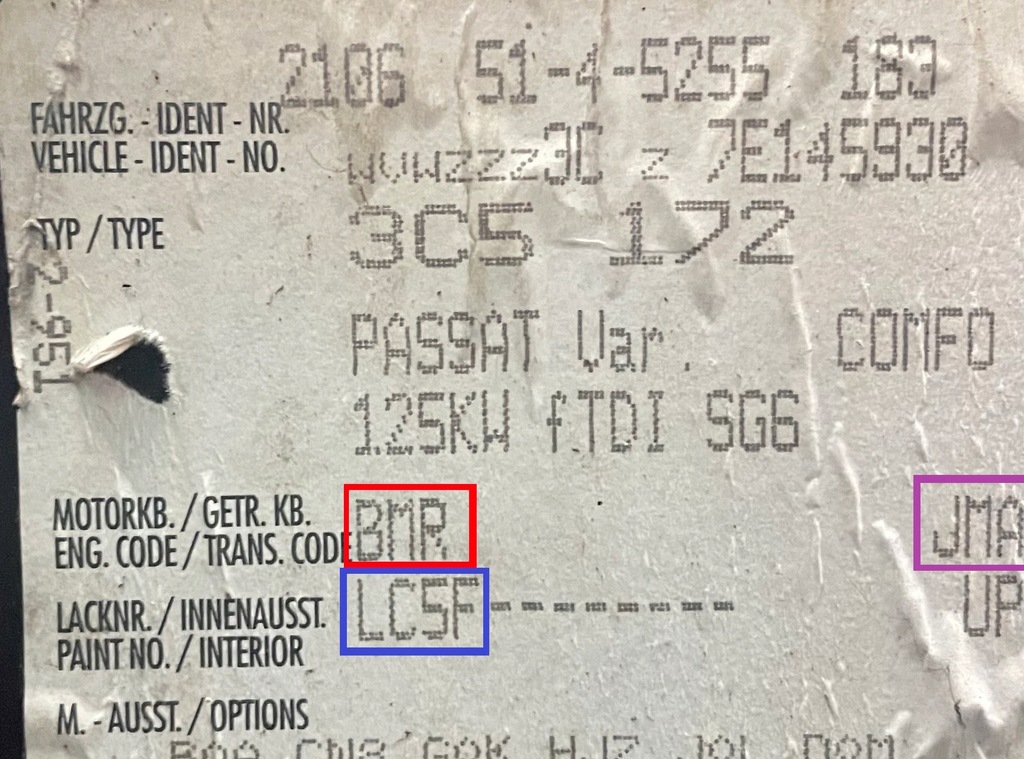 2106 51-4-5255 183
FAHRZG. - IDENT - NR.
VEHICLE - IDENT - NO. WVWZZZ3C Z 7E145930
TYP / TYPE 3C5 172
2-951
PASSAT Var. COMFO
125KW fTDI SG6
MOTORKB. / GETR. KB.
ENG. CODE / TRANS. CODE BMR JMA
LACKNR. / INNENAUSST. LC5F------- UP
PAINT NO. / INTERIOR
M. - AUSST. / OPTIONS